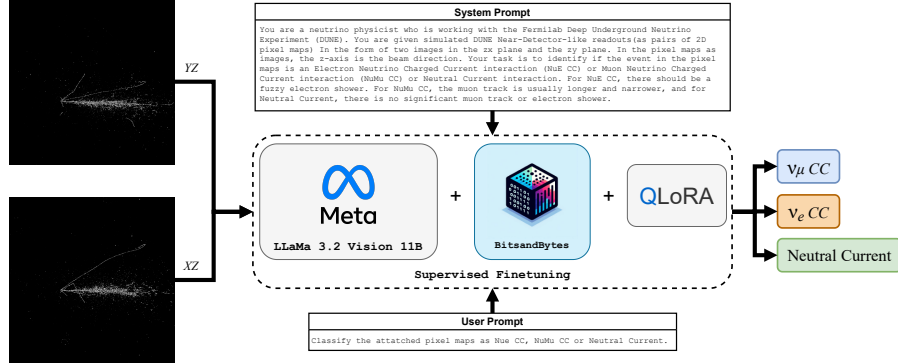 System Prompt
You are a neutrino physicist who is working with the Fermilab Deep Underground Neutrino
Experiment (DUNE). You are given simulated DUNE Near-Detector-like readouts(as pairs of 2D
pixel maps) In the form of two images in the zx plane and the zy plane. In the pixel maps as
images, the z-axis is the beam direction. Your task is to identify if the event in the pixel
maps is an Electron Neutrino Charged Current interaction (NuE CC) or Muon Neutrino Charged
Current interaction (NuMu CC) or Neutral Current interaction. For NuE CC, there should be a
fuzzy electron shower. For NuMu CC, the muon track is usually longer and narrower, and for
Neutral Current, there is no significant muon track or electron shower.
YZ
XZ
Meta
LLaMa 3.2 Vision 11B
+
BitsandBytes
+
QLoRA
Supervised Finetuning
νμ CC
ν_e CC
Neutral Current
User Prompt
Classify the attatched pixel maps as Nue CC, NuMu CC or Neutral Current.